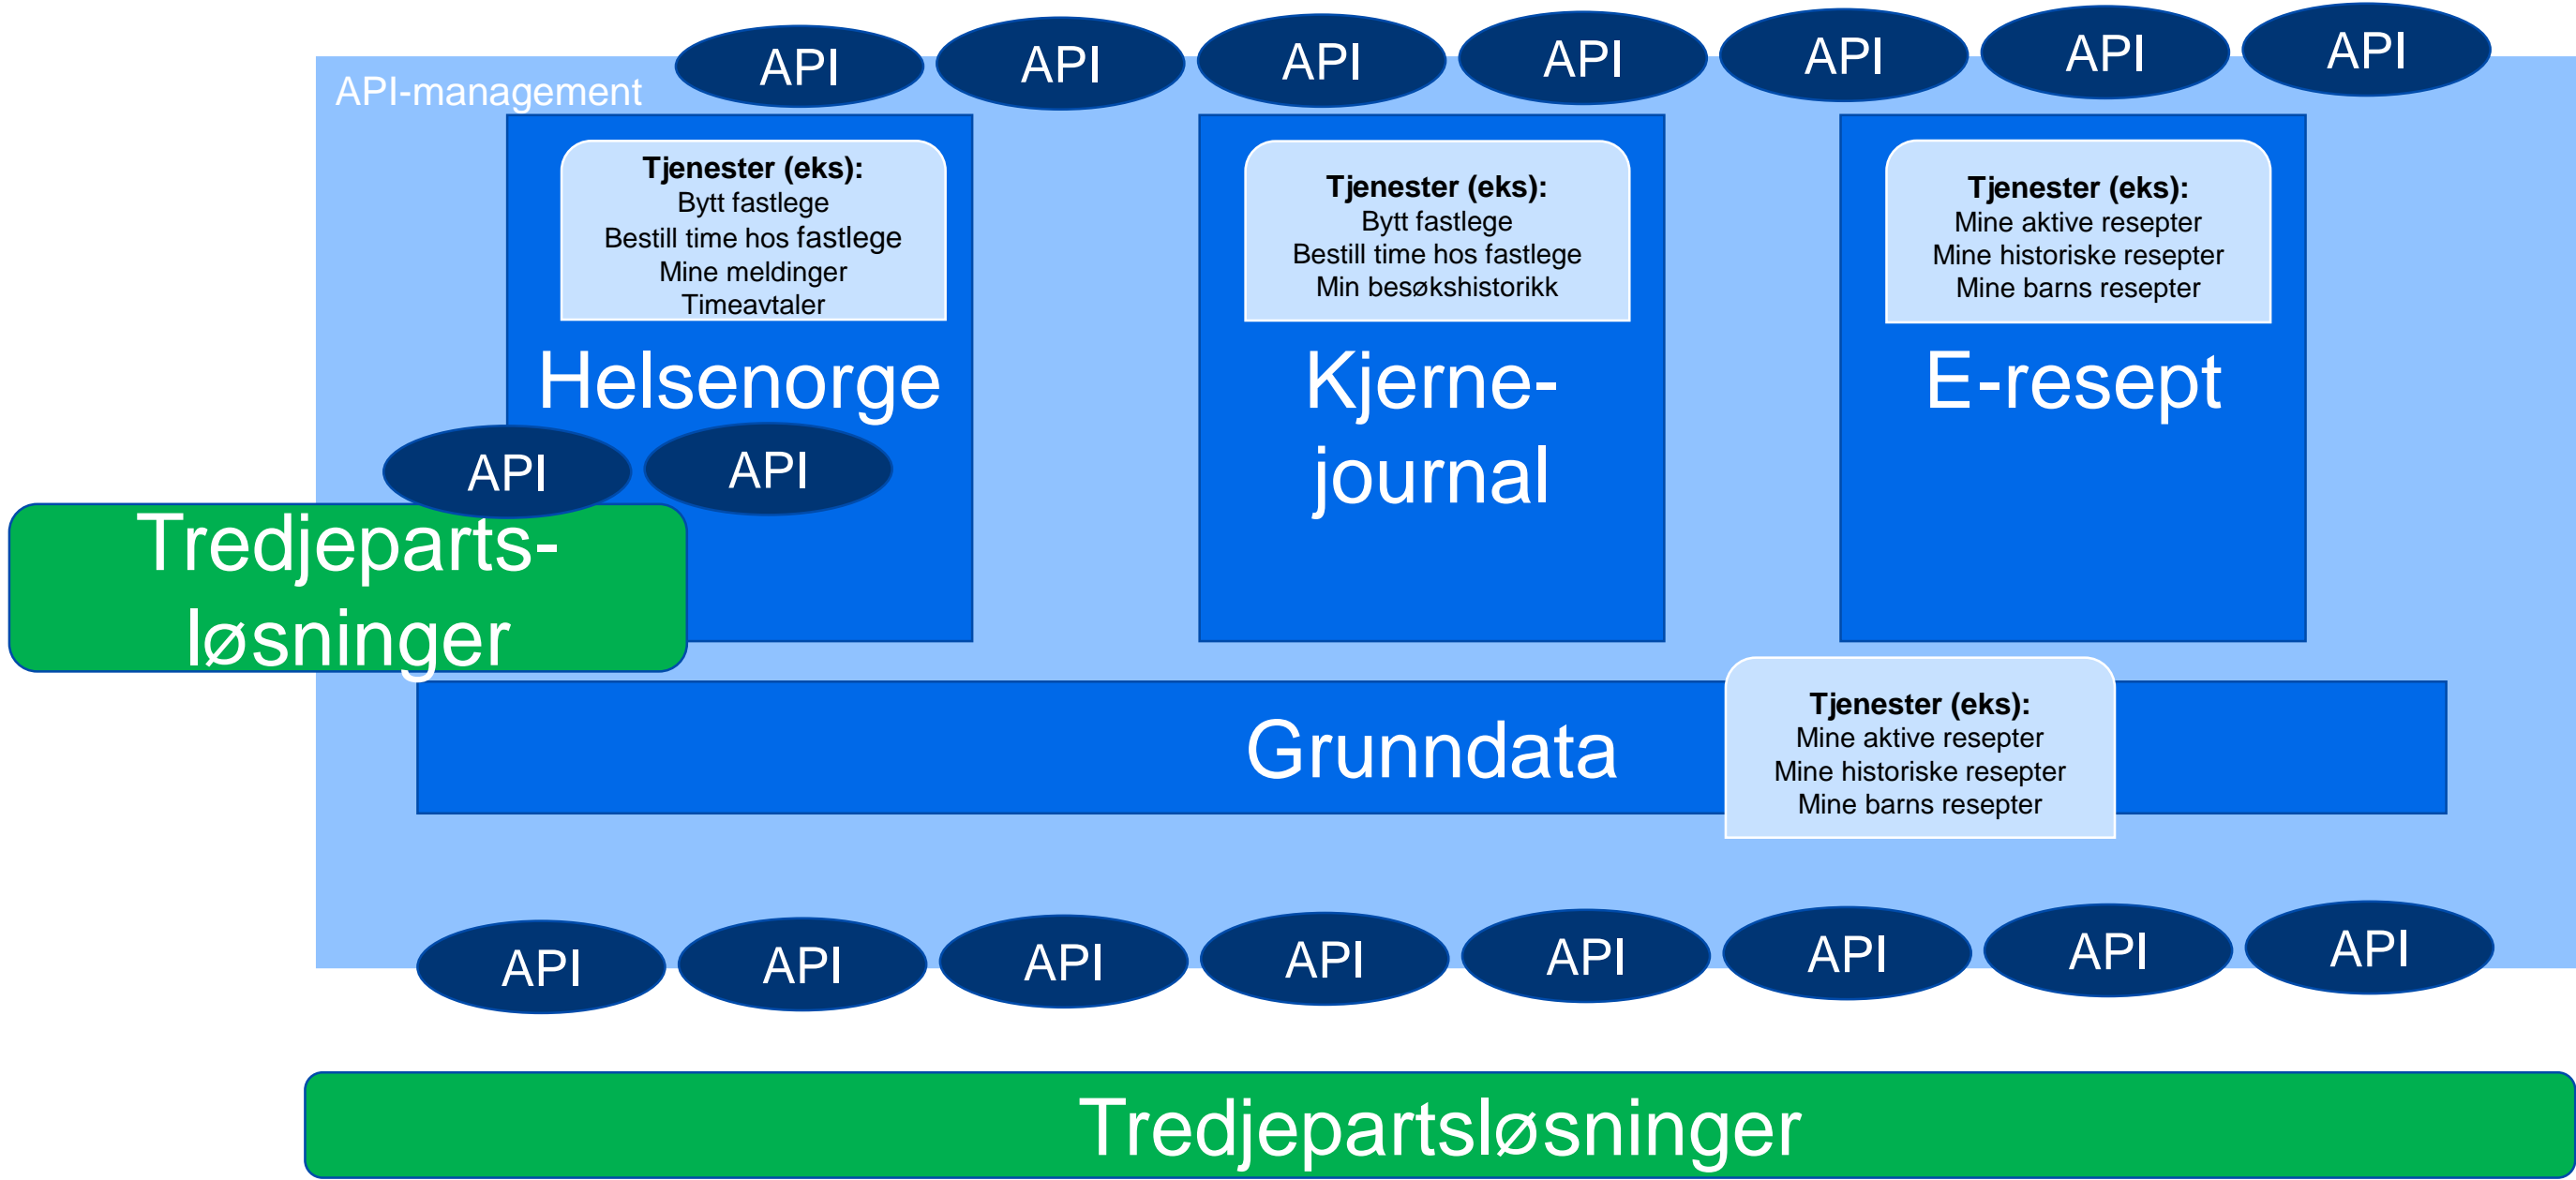 API
API
API
API
API
API
API
API-management
Tjenester (eks):
Bytt fastlege
Bestill time hos fastlege
Mine meldinger
Timeavtaler
Helsenorge
Tjenester (eks):
Bytt fastlege
Bestill time hos fastlege
Min besøkshistorikk
Kjerne-
journal
Tjenester (eks):
Mine aktive resepter
Mine historiske resepter
Mine barns resepter
E-resept
API
API
Tredjeparts-
løsninger
Grunndata
Tjenester (eks):
Mine aktive resepter
Mine historiske resepter
Mine barns resepter
API
API
API
API
API
API
API
API
Tredjepartsløsninger